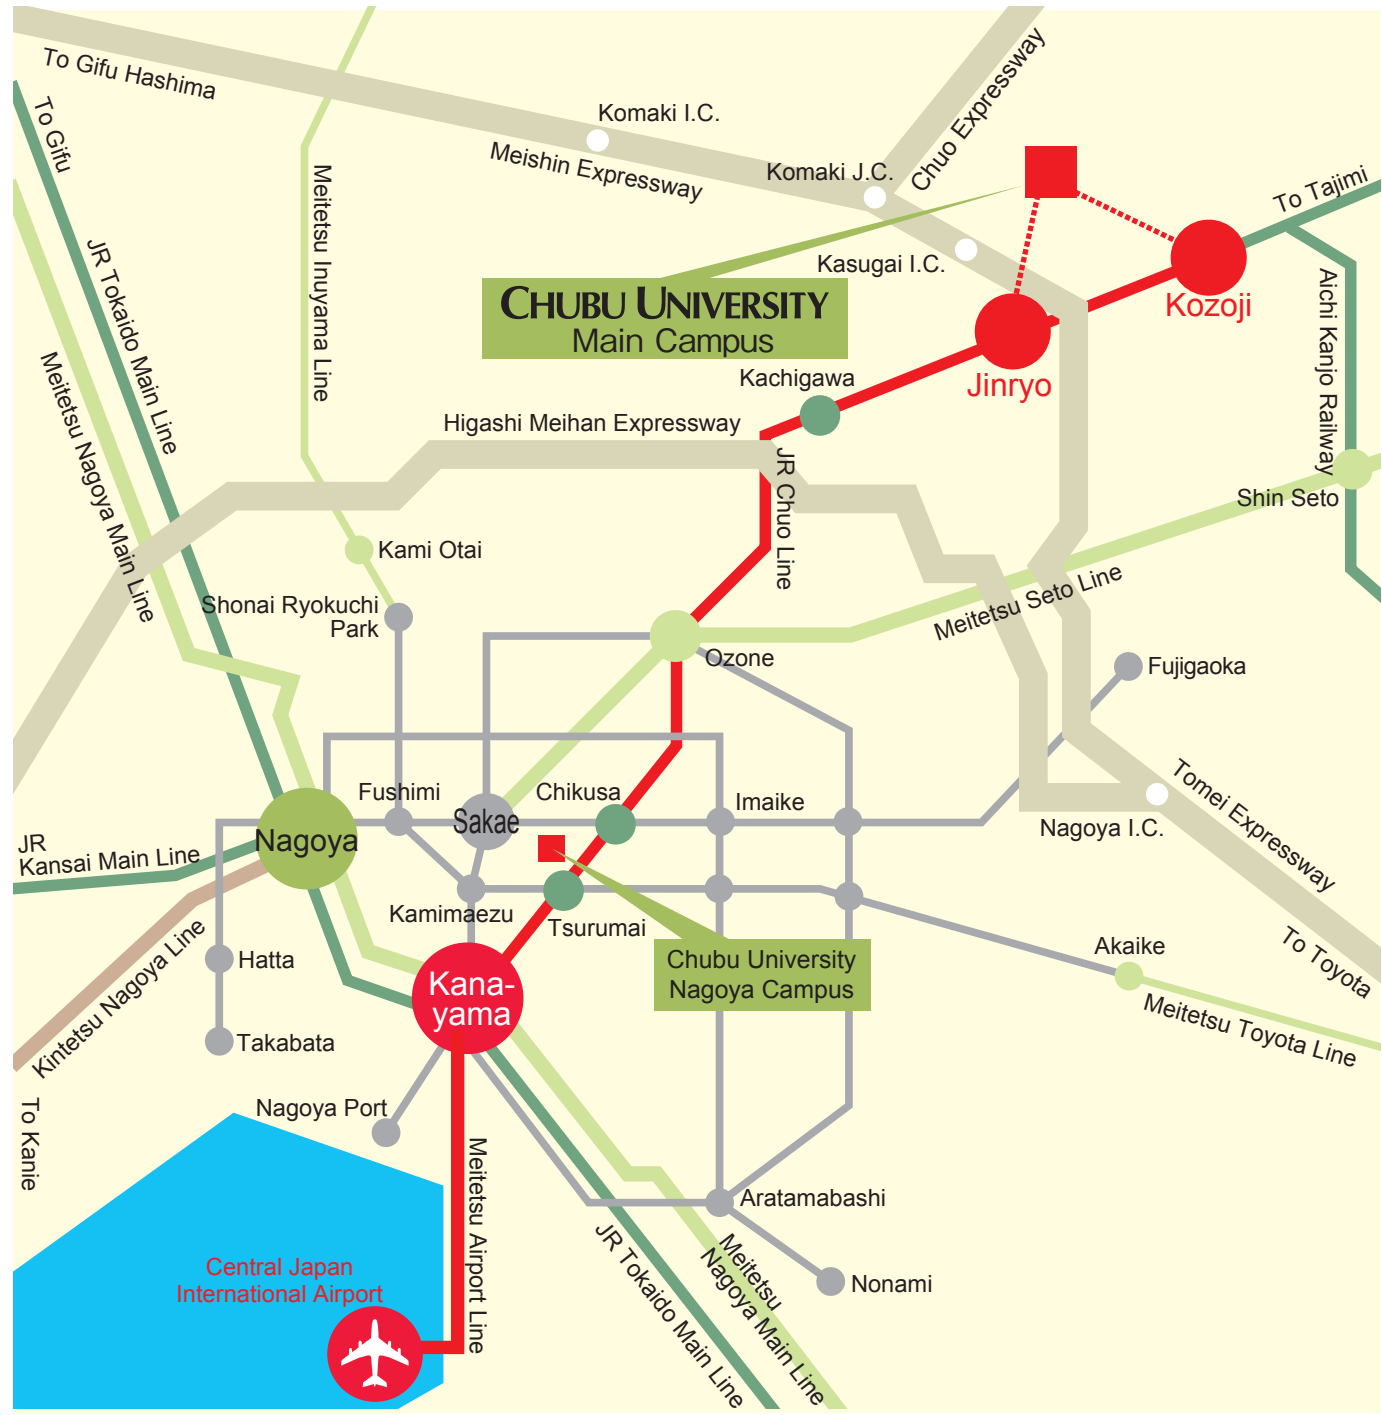 To Gifu Hashima
To Gifu
Komaki I.C.
Meishin Expressway
Chuo Expressway
Komaki J.C.
Kasugai I.C.
To Tajimi
Meitetsu Inuyama Line
JR Tokaido Main Line
Meitetsu Nagoya Main Line
CHUBU UNIVERSITY
Main Campus
Kozoji
Jinryo
Aichi Kanjo Railway
Kachigawa
Higashi Meihan Expressway
JR Chuo Line
Shin Seto
Kami Otai
Shonai Ryokuchi
Park
Meitetsu Seto Line
Ozone
Fujigaoka
Fushimi
Sakae
Chikusa
Imaike
Nagoya I.C.
Tomei Expressway
To Toyota
Nagoya
JR
Kansai Main Line
Kamimaezu
Tsurumai
Chubu University
Nagoya Campus
Akaike
Meitetsu Toyota Line
Kintetsu Nagoya Line
Hatta
Takabata
Kana-
yama
To Kanie
Nagoya Port
Meitetsu Airport Line
Aratamabashi
Nonami
JR Tokaido Main Line
Meitetsu
Nagoya Main Line
Central Japan
International Airport